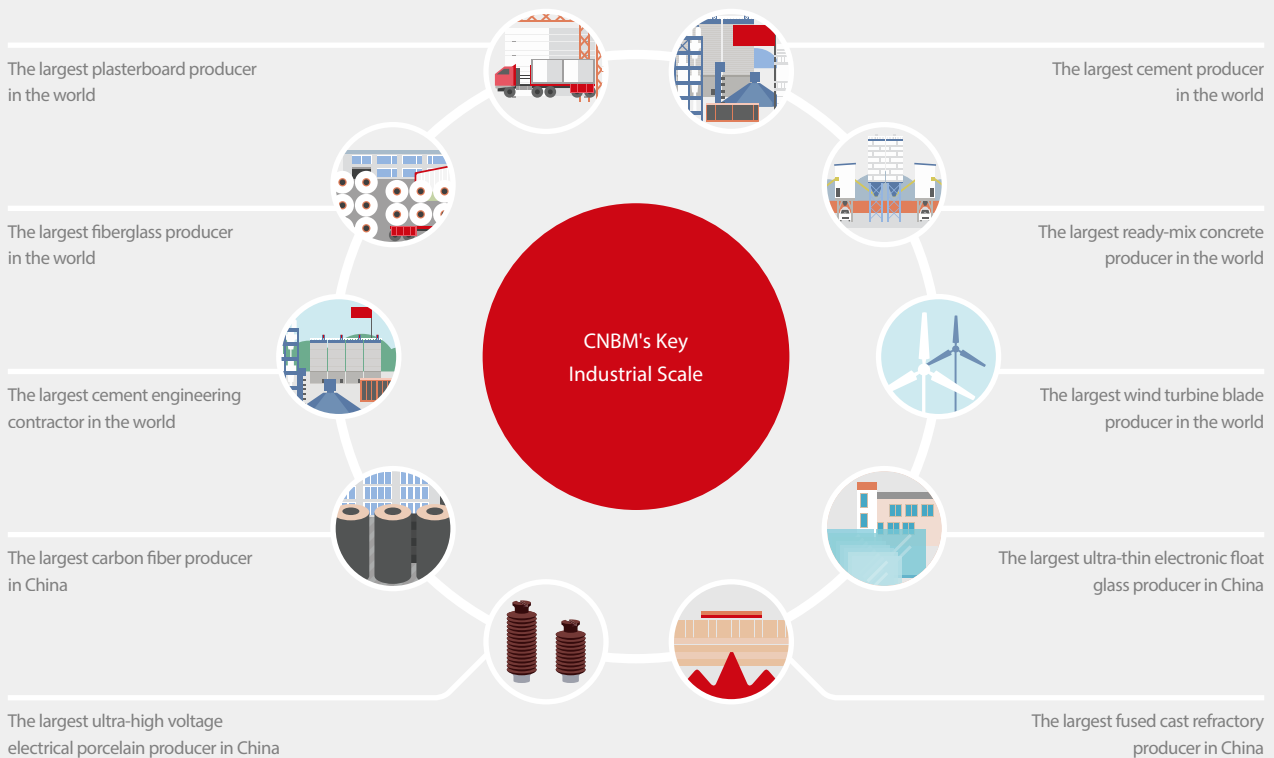 The largest plasterboard producer
in the world
The largest cement producer
in the world
The largest fiberglass producer
in the world
The largest ready-mix concrete
producer in the world
CNBM's Key
Industrial Scale
The largest cement engineering
contractor in the world
The largest wind turbine blade
producer in the world
The largest carbon fiber producer
in China
The largest ultra-thin electronic float
glass producer in China
The largest ultra-high voltage
electrical porcelain producer in China
The largest fused cast refractory
producer in China